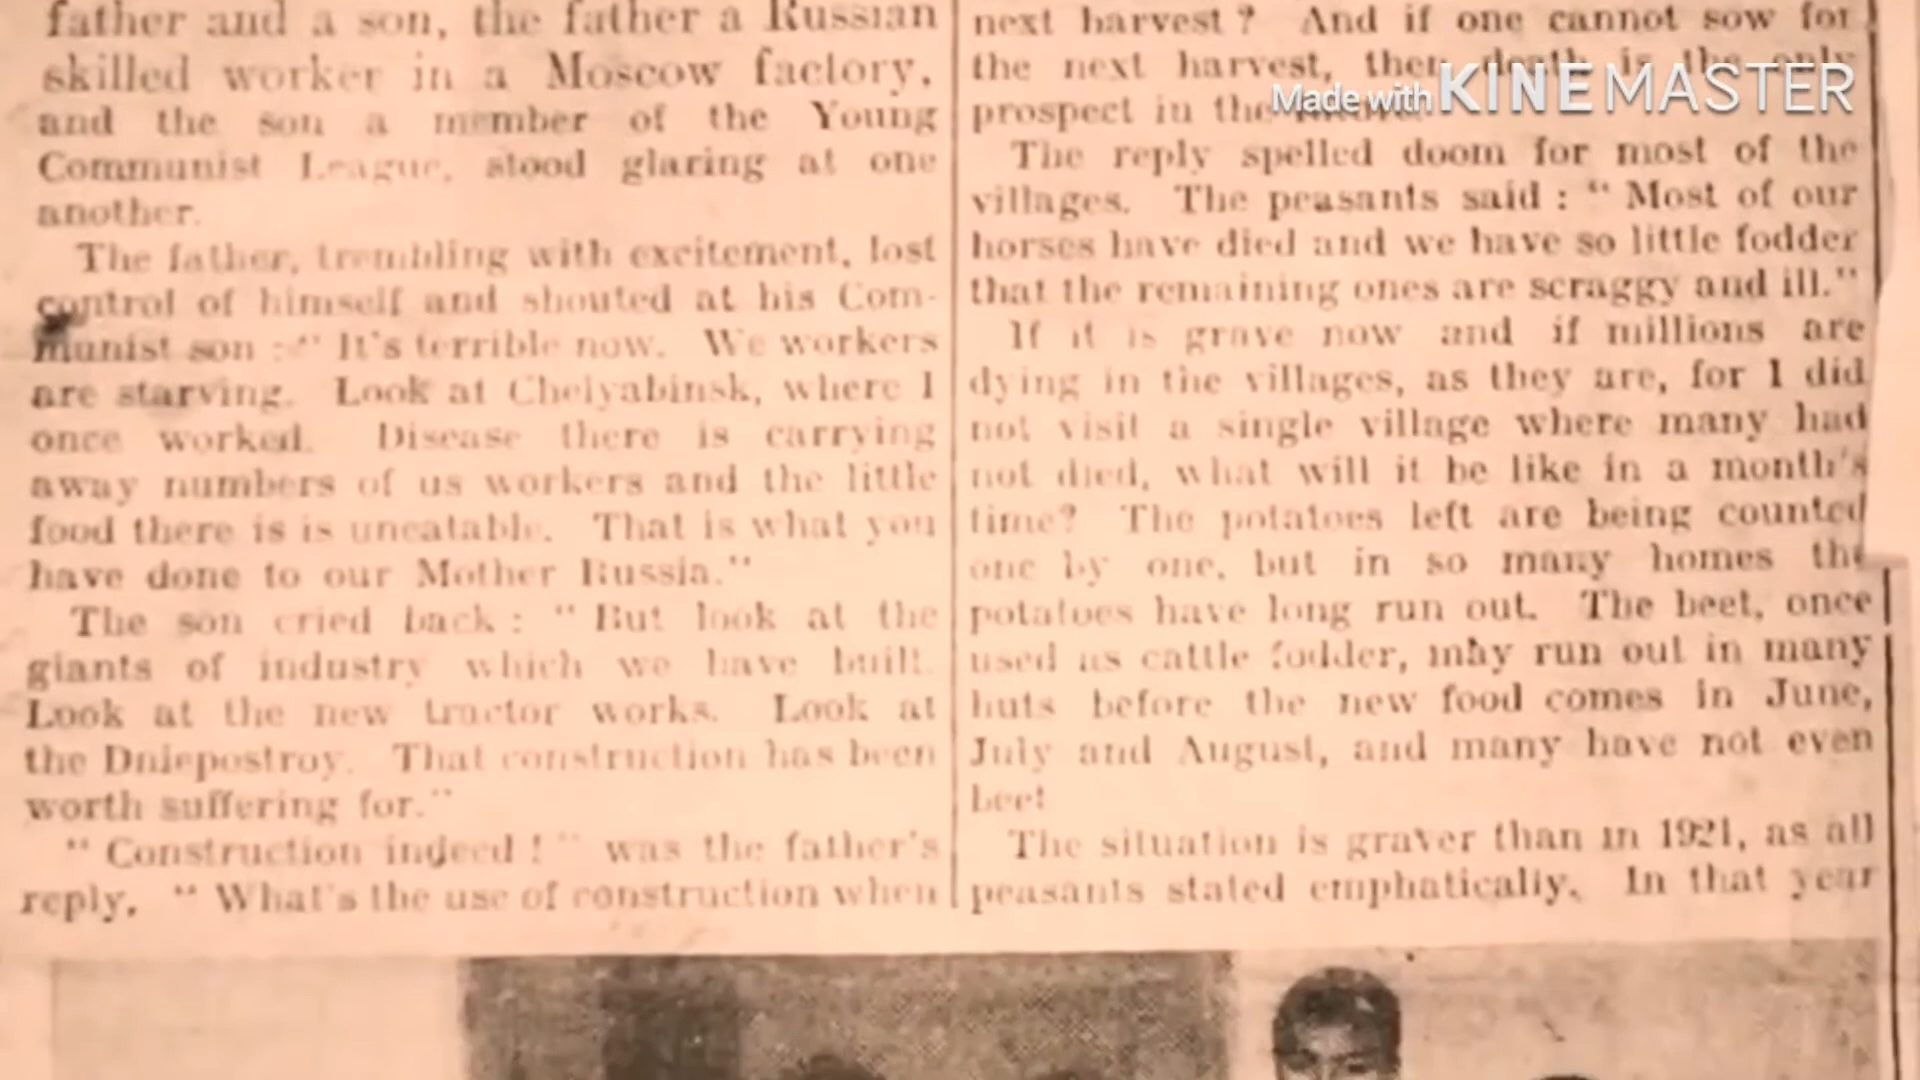 father and a son, the father a Russian
skilled worker in a Moscow factory,
and the son a member of the Young
Communist League, stood glaring at one
another.
The father, trembling with excitement, lost
control of himself and shouted at his Com-
munist son :" It's terrible now. We workers
are starving. Look at Chelyabinsk, where I
once worked. Disease there is carrying
away numbers of us workers and the little
food there is is uneatable. That is what you
have done to our Mother Russia."
The son cried back : " But look at the
giants of industry which we have built.
Look at the new tractor works. Look at
the Dniepostroy. That construction has been
worth suffering for."
" Construction indeed ! " was the father's
reply. " What's the use of construction when
next harvest ? And if one cannot sow for
the next harvest, then death is the only
prospect in the
The reply spelled doom for most of the
villages. The peasants said : " Most of our
horses have died and we have so little fodder
that the remaining ones are scraggy and ill."
If it is grave now and if millions are
dying in the villages, as they are, for I did
not visit a single village where many had
not died, what will it be like in a month's
time? The potatoes left are being counted
one by one, but in so many homes the
potatoes have long run out. The beet, once
used as cattle fodder, may run out in many
huts before the new food comes in June,
July and August, and many have not even
beet
The situation is graver than in 1921, as all
peasants stated emphatically. In that year
Made with KINEMASTER